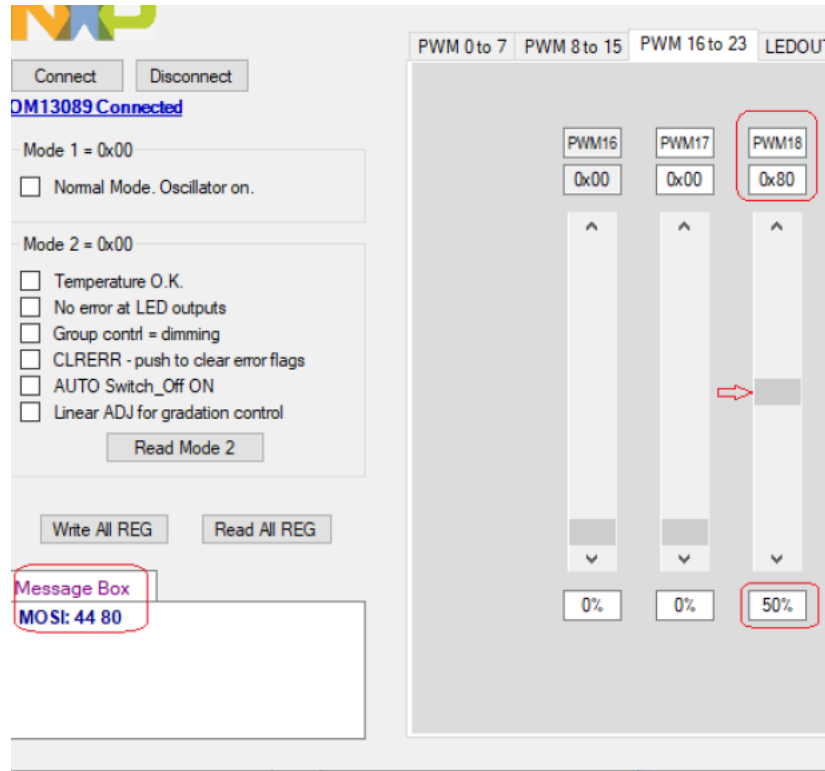 NXP
PWM 0 to 7 PWM 8 to 15 PWM 16 to 23 LEDOUT
Connect Disconnect
OM13089 Connected
Mode 1 = 0x00
Normal Mode. Oscillator on.
Mode 2 = 0x00
Temperature O.K.
No error at LED outputs
Group contrl = dimming
CLRERR - push to clear error flags
AUTO Switch_Off ON
Linear ADJ for gradation control
Read Mode 2
Write All REG Read All REG
Message Box
MOSI: 44 80
PWM16 PWM17 PWM18
0x00 0x00 0x80
0% 0% 50%